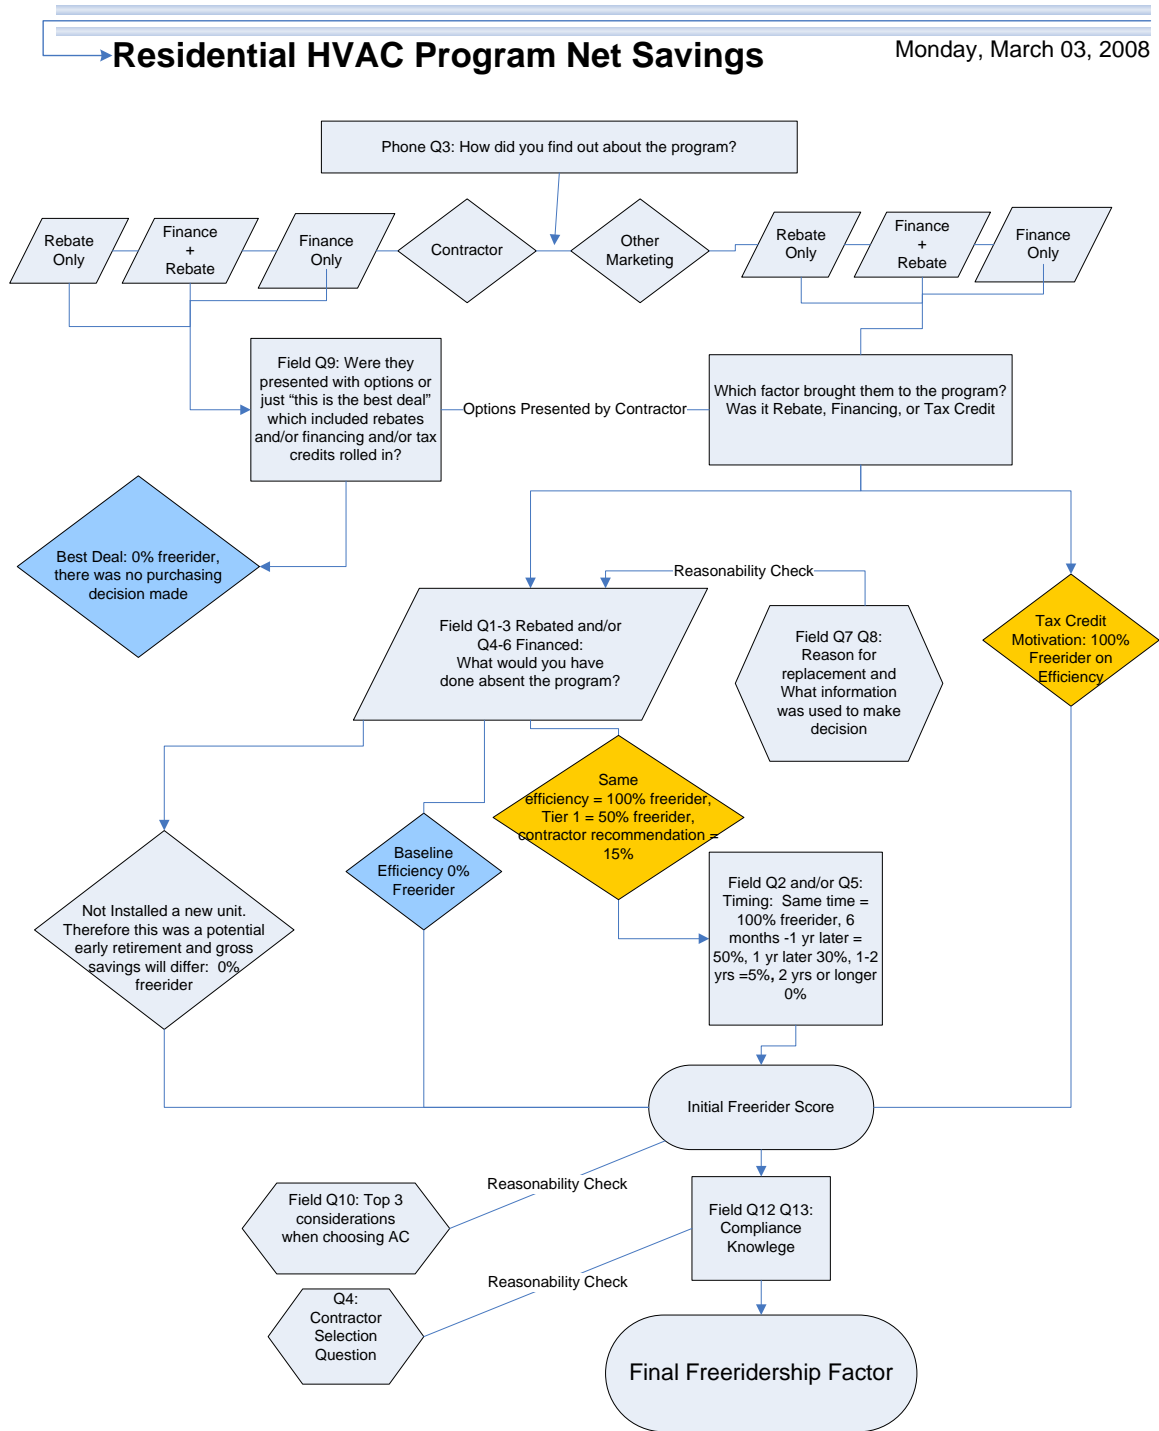 Residential HVAC Program Net Savings
Monday, March 03, 2008
Phone Q3: How did you find out about the program?
Rebate
Only
Finance
+
Rebate
Finance
Only
Contractor
Other
Marketing
Rebate
Only
Finance
+
Rebate
Finance
Only
Field Q9: Were they
presented with options or
just “this is the best deal”
which included rebates
and/or financing and/or tax
credits rolled in?
Options Presented by Contractor
Which factor brought them to the program?
Was it Rebate, Financing, or Tax Credit
Best Deal: 0% freerider,
there was no purchasing
decision made
Reasonability Check
Field Q1-3 Rebated and/or
Q4-6 Financed:
What would you have
done absent the program?
Field Q7 Q8:
Reason for
replacement and
What information
was used to make
decision
Tax Credit
Motivation: 100%
Freerider on
Efficiency
Same
efficiency = 100% freerider,
Tier 1 = 50% freerider,
contractor recommendation =
15%
Baseline
Efficiency 0%
Freerider
Not Installed a new unit.
Therefore this was a potential
early retirement and gross
savings will differ:  0%
freerider
Field Q2 and/or Q5:
Timing:  Same time =
100% freerider, 6
months -1 yr later =
50%, 1 yr later 30%, 1-2
yrs =5%, 2 yrs or longer
0%
Initial Freerider Score
Reasonability Check
Field Q10: Top 3
considerations
when choosing AC
Field Q12 Q13:
Compliance
Knowlege
Reasonability Check
Q4:
Contractor
Selection
Question
Final Freeridership Factor